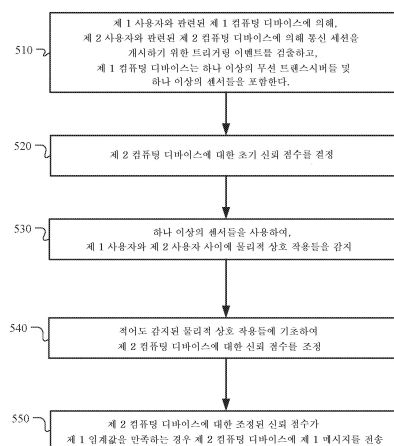 510
제 1 사용자와 관련된 제 1 컴퓨팅 디바이스에 의해,
제 2 사용자와 관련된 제 2 컴퓨팅 디바이스에 의해 통신 세션을
개시하기 위한 트리거링 이벤트를 검출하고,
제 1 컴퓨팅 디바이스는 하나 이상의 무선 트랜스시버들 및
하나 이상의 센서들을 포함한다.
520
제 2 컴퓨팅 디바이스에 대한 초기 신뢰 점수를 결정
530
하나 이상의 센서들을 사용하여,
제 1 사용자와 제 2 사용자 사이에 물리적 상호 작용들을 감지
540
적어도 감지된 물리적 상호 작용들에 기초하여
제 2 컴퓨팅 디바이스에 대한 신뢰 점수를 조정
550
제 2 컴퓨팅 디바이스에 대한 조정된 신뢰 점수가
제 1 임계값을 만족하는 경우 제 2 컴퓨팅 디바이스에 제 1 메시지를 전송